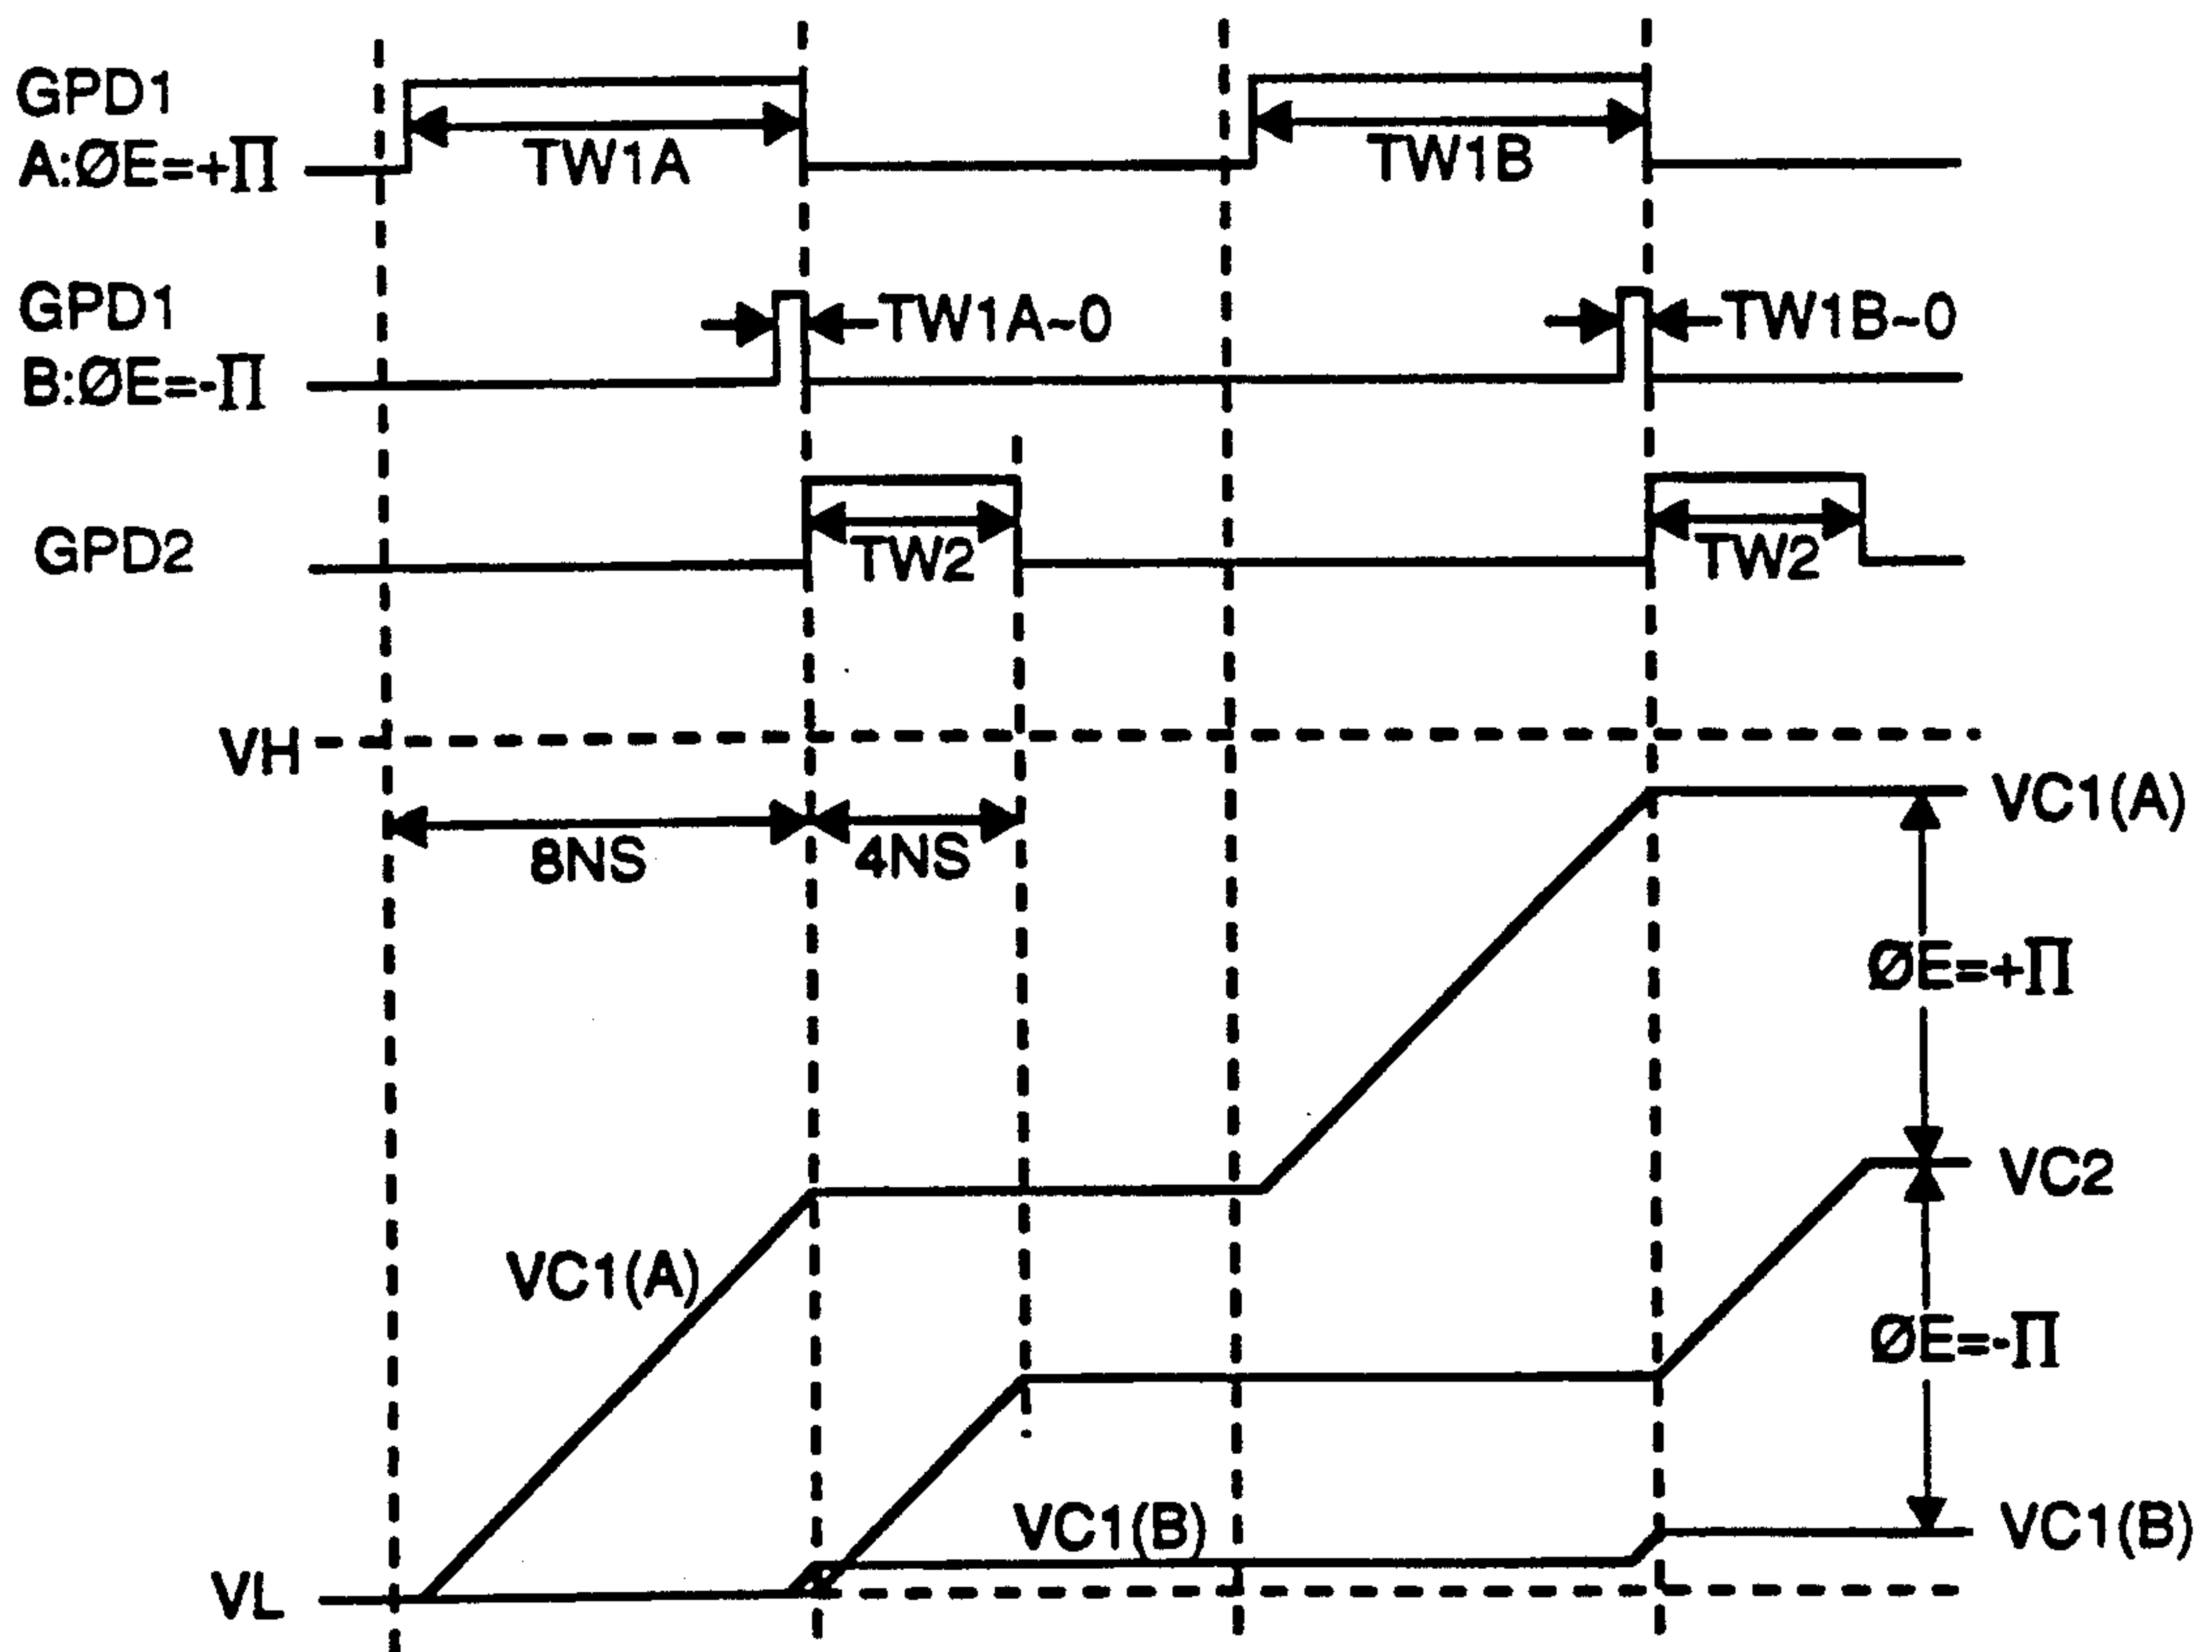 GPD1
A:ØE=+Π
TW1A
TW1B
GPD1
B:ØE=-Π
TW1A~0
TW1B~0
GPD2
TW2
TW2
VH
8NS
4NS
VC1(A)
ØE=+Π
VC2
VC1(A)
ØE=-Π
VC1(B)
VC1(B)
VL